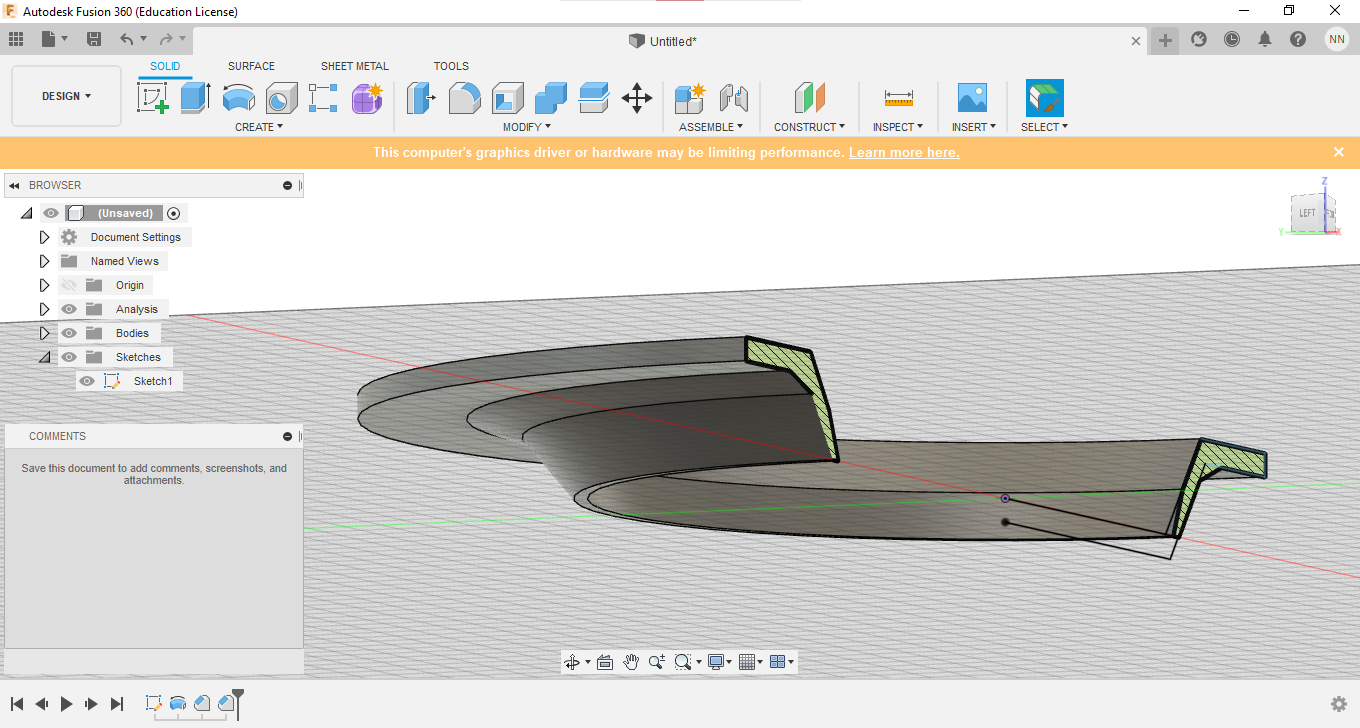 Autodesk Fusion 360 (Education License)
Untitled*
NN
SOLID
SURFACE
SHEET METAL
TOOLS
DESIGN
CREATE
MODIFY
ASSEMBLE
CONSTRUCT
INSPECT
INSERT
SELECT
This computer's graphics driver or hardware may be limiting performance. Learn more here.
BROWSER
(Unsaved)
Document Settings
Named Views
Origin
Analysis
Bodies
Sketches
Sketch1
COMMENTS
Save this document to add comments, screenshots, and
attachments.
Z
LEFT
Y
X